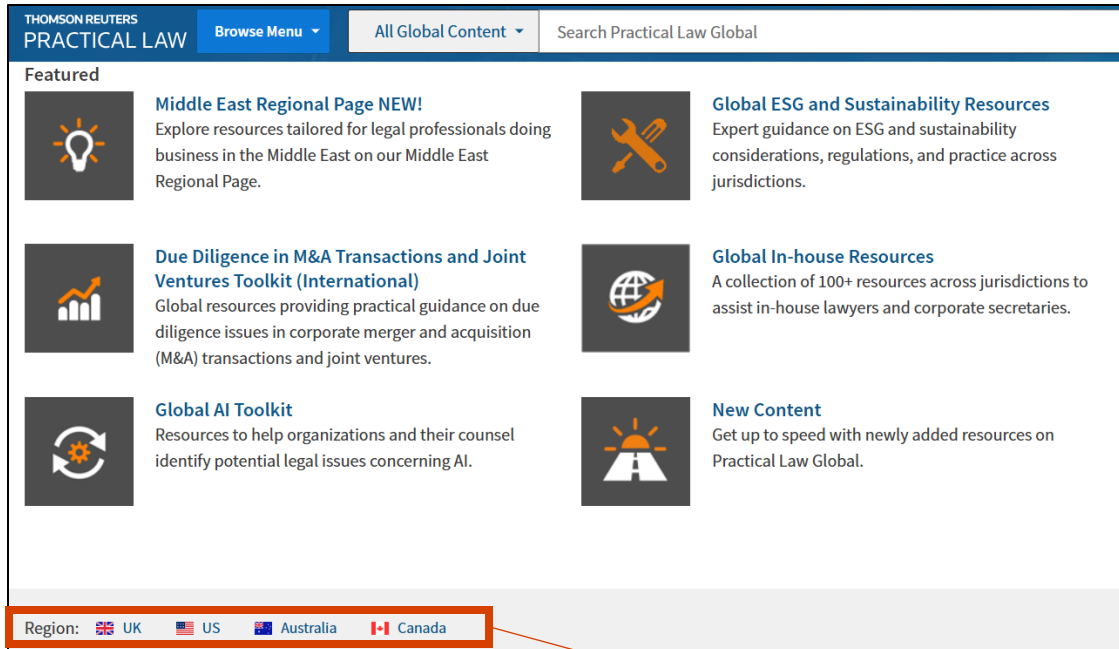 THOMSON REUTERS
PRACTICAL LAW
Browse Menu
All Global Content
Search Practical Law Global
Featured
Middle East Regional Page NEW!
Explore resources tailored for legal professionals doing
business in the Middle East on our Middle East
Regional Page.
Global ESG and Sustainability Resources
Expert guidance on ESG and sustainability
considerations, regulations, and practice across
jurisdictions.
Due Diligence in M&A Transactions and Joint
Ventures Toolkit (International)
Global resources providing practical guidance on due
diligence issues in corporate merger and acquisition
(M&A) transactions and joint ventures.
Global In-house Resources
A collection of 100+ resources across jurisdictions to
assist in-house lawyers and corporate secretaries.
Global AI Toolkit
Resources to help organizations and their counsel
identify potential legal issues concerning AI.
New Content
Get up to speed with newly added resources on
Practical Law Global.
Region: UK US Australia Canada